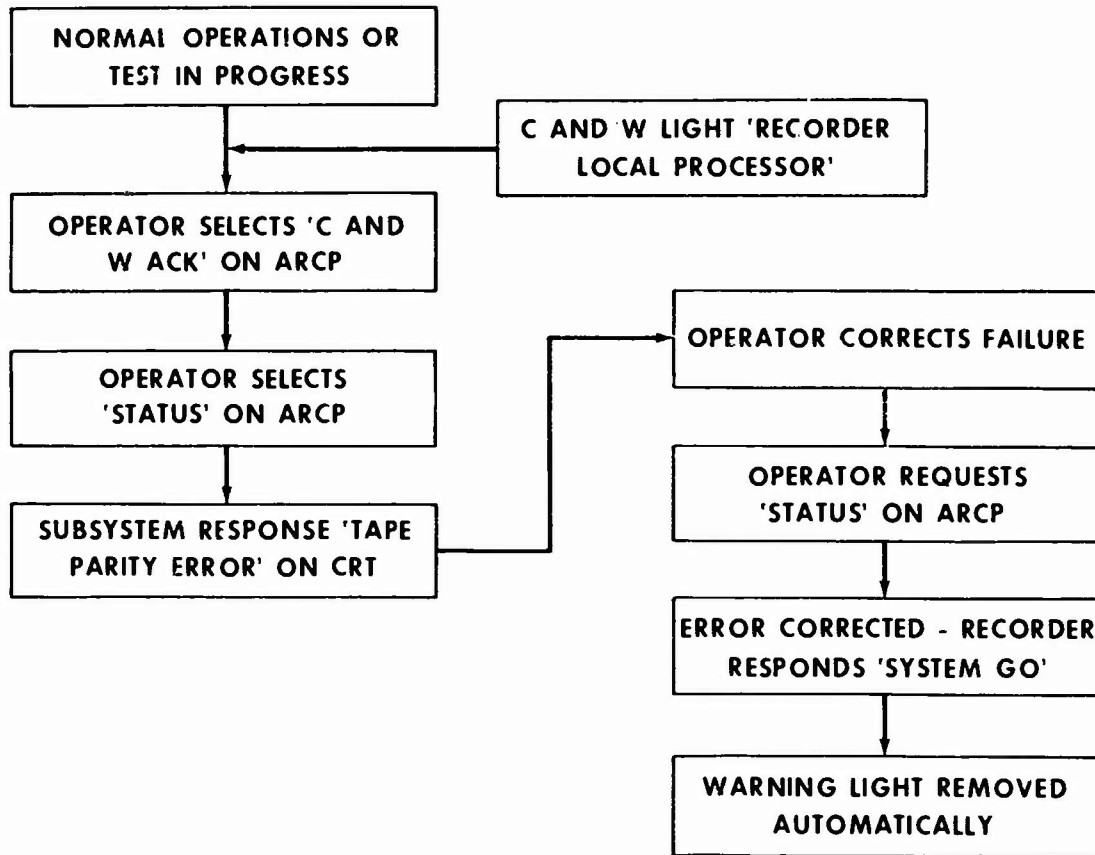 NORMAL OPERATIONS OR
TEST IN PROGRESS
C AND W LIGHT 'RECORDER
LOCAL PROCESSOR'
OPERATOR SELECTS 'C AND
W ACK' ON ARCP
OPERATOR SELECTS
'STATUS' ON ARCP
SUBSYSTEM RESPONSE 'TAPE
PARITY ERROR' ON CRT
OPERATOR CORRECTS FAILURE
OPERATOR REQUESTS
'STATUS' ON ARCP
ERROR CORRECTED - RECORDER
RESPONDS 'SYSTEM GO'
WARNING LIGHT REMOVED
AUTOMATICALLY